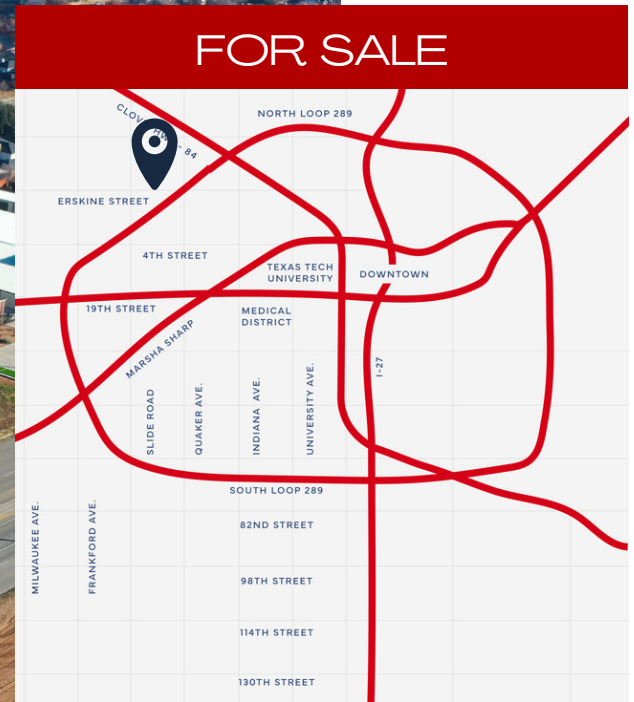 FOR SALE
CLOVIS HWY - 84
NORTH LOOP 289
ERSKINE STREET
4TH STREET
TEXAS TECH
UNIVERSITY
DOWNTOWN
19TH STREET
MEDICAL
DISTRICT
MARSHA SHARP
I-27
SLIDE ROAD
QUAKER AVE.
INDIANA AVE.
UNIVERSITY AVE.
SOUTH LOOP 289
MILWAUKEE AVE.
FRANKFORD AVE.
82ND STREET
98TH STREET
114TH STREET
130TH STREET